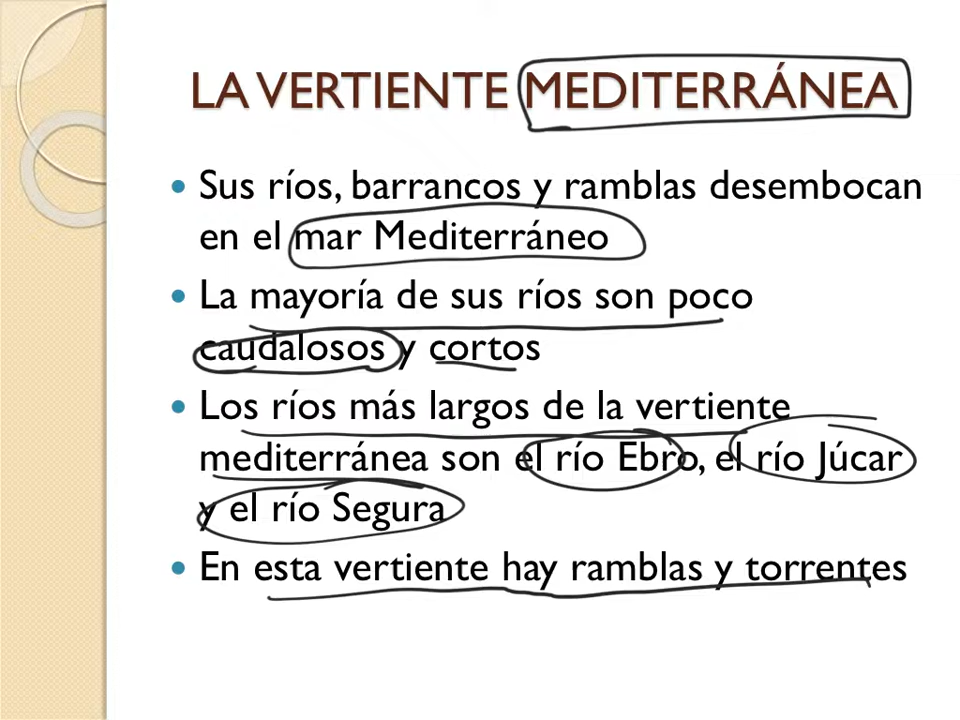 LA VERTIENTE MEDITERRÁNEA
• Sus ríos, barrancos y ramblas desembocan
en el mar Mediterráneo
• La mayoría de sus ríos son poco
caudalosos y cortos
• Los ríos más largos de la vertiente
mediterránea son el río Ebro, el río Júcar
y el río Segura
• En esta vertiente hay ramblas y torrentes